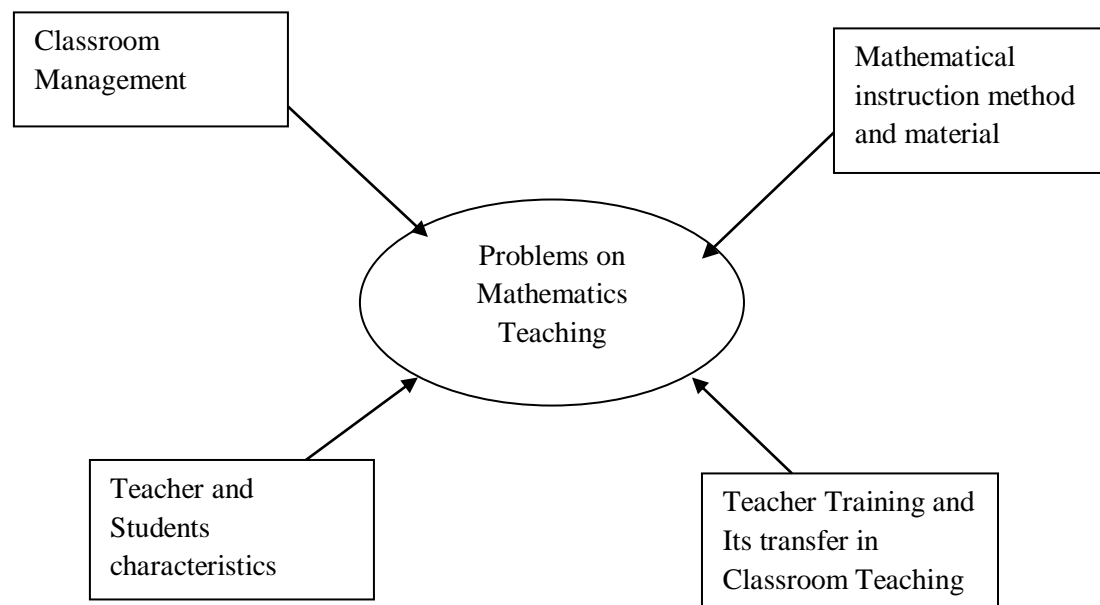 Classroom
Management
Mathematical
instruction method
and material
Problems on
Mathematics
Teaching
Teacher and
Students
characteristics
Teacher Training and
Its transfer in
Classroom Teaching